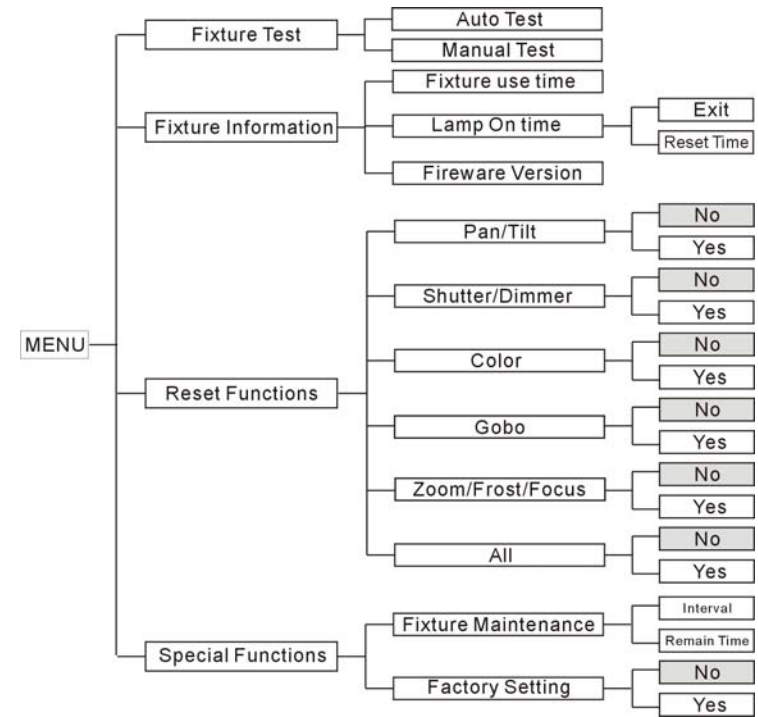 MENU
Fixture Test
Auto Test
Manual Test
Fixture Information
Fixture use time
Lamp On time
Exit
Reset Time
Fireware Version
Reset Functions
Pan/Tilt
No
Yes
Shutter/Dimmer
No
Yes
Color
No
Yes
Gobo
No
Yes
Zoom/Frost/Focus
No
Yes
All
No
Yes
Special Functions
Fixture Maintenance
Interval
Remain Time
Factory Setting
No
Yes